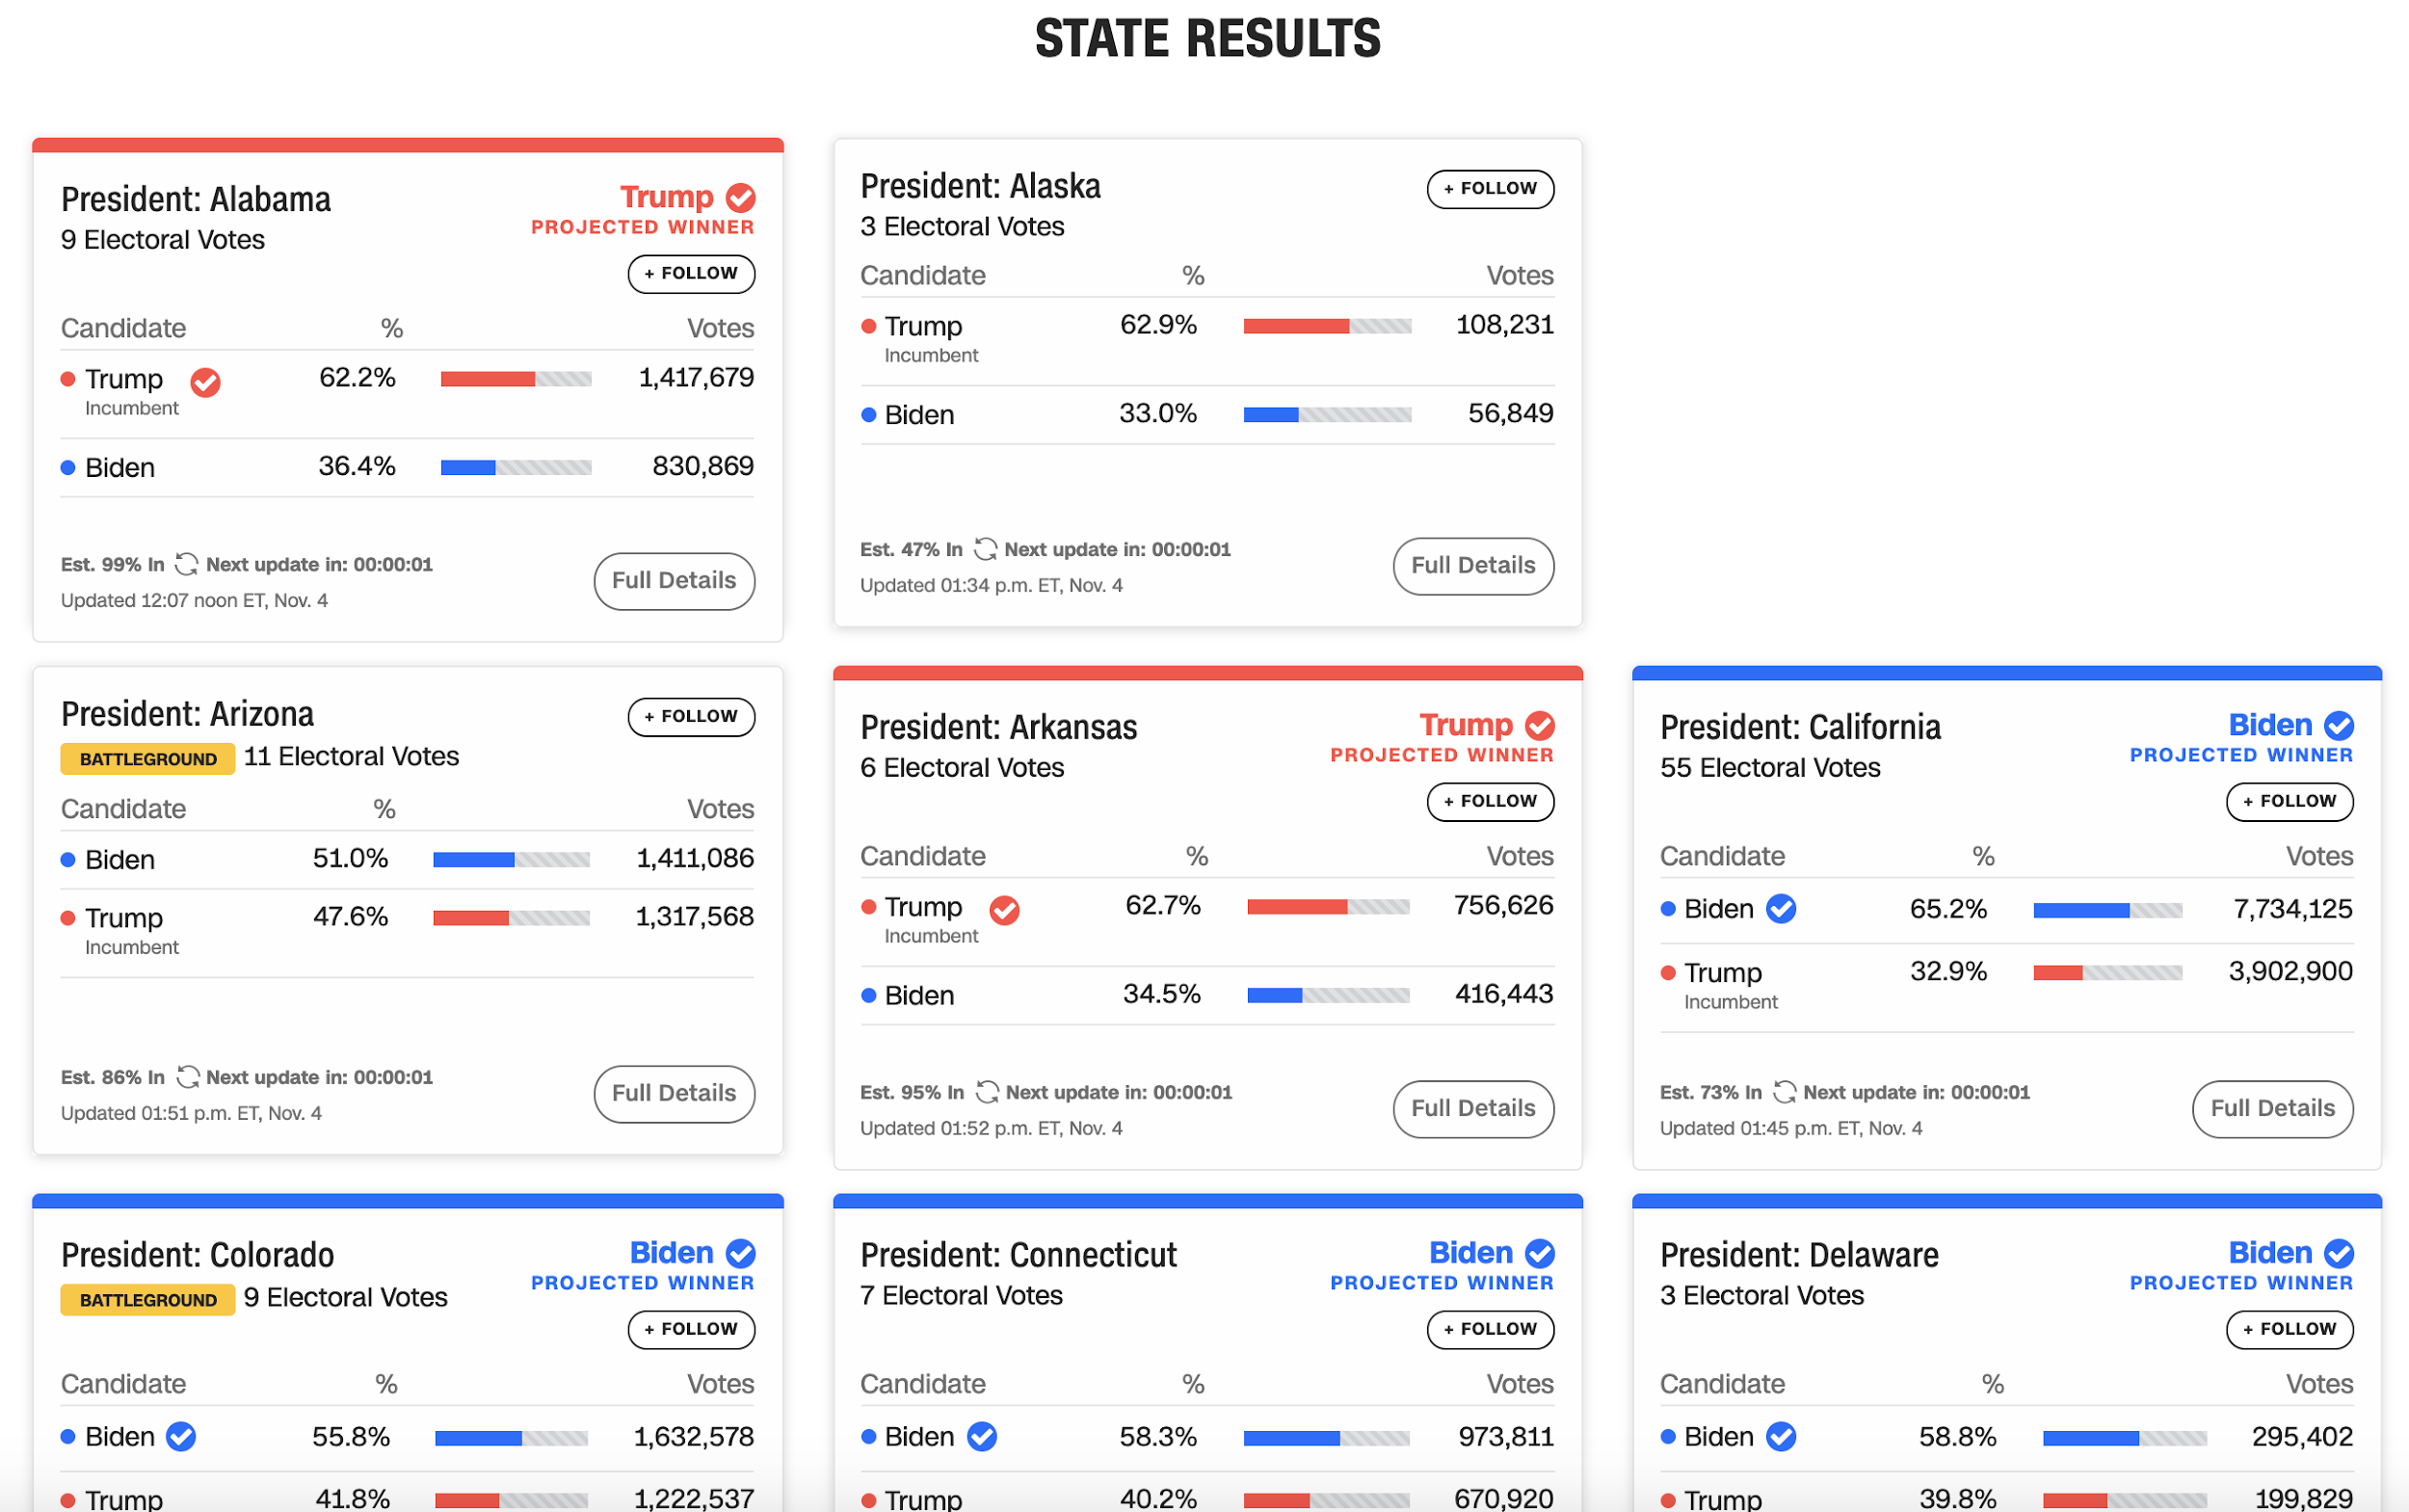 STATE RESULTS
President: Alabama
9 Electoral Votes
Trump
PROJECTED WINNER
+ FOLLOW
Candidate % Votes
Trump 62.2% 1,417,679
Incumbent
Biden 36.4% 830,869
Est. 99% In Next update in: 00:00:01
Updated 12:07 noon ET, Nov. 4
Full Details
President: Alaska
3 Electoral Votes
+ FOLLOW
Candidate % Votes
Trump 62.9% 108,231
Incumbent
Biden 33.0% 56,849
Est. 47% In Next update in: 00:00:01
Updated 01:34 p.m. ET, Nov. 4
Full Details
President: Arizona
BATTLEGROUND 11 Electoral Votes
+ FOLLOW
Candidate % Votes
Biden 51.0% 1,411,086
Trump 47.6% 1,317,568
Incumbent
Est. 86% In Next update in: 00:00:01
Updated 01:51 p.m. ET, Nov. 4
Full Details
President: Arkansas
6 Electoral Votes
Trump
PROJECTED WINNER
+ FOLLOW
Candidate % Votes
Trump 62.7% 756,626
Incumbent
Biden 34.5% 416,443
Est. 95% In Next update in: 00:00:01
Updated 01:52 p.m. ET, Nov. 4
Full Details
President: California
55 Electoral Votes
Biden
PROJECTED WINNER
+ FOLLOW
Candidate % Votes
Biden 65.2% 7,734,125
Trump 32.9% 3,902,900
Incumbent
Est. 73% In Next update in: 00:00:01
Updated 01:45 p.m. ET, Nov. 4
Full Details
President: Colorado
BATTLEGROUND 9 Electoral Votes
Biden
PROJECTED WINNER
+ FOLLOW
Candidate % Votes
Biden 55.8% 1,632,578
Trump 41.8% 1,222,537
President: Connecticut
7 Electoral Votes
Biden
PROJECTED WINNER
+ FOLLOW
Candidate % Votes
Biden 58.3% 973,811
Trump 40.2% 670,920
President: Delaware
3 Electoral Votes
Biden
PROJECTED WINNER
+ FOLLOW
Candidate % Votes
Biden 58.8% 295,402
Trump 39.8% 199,829